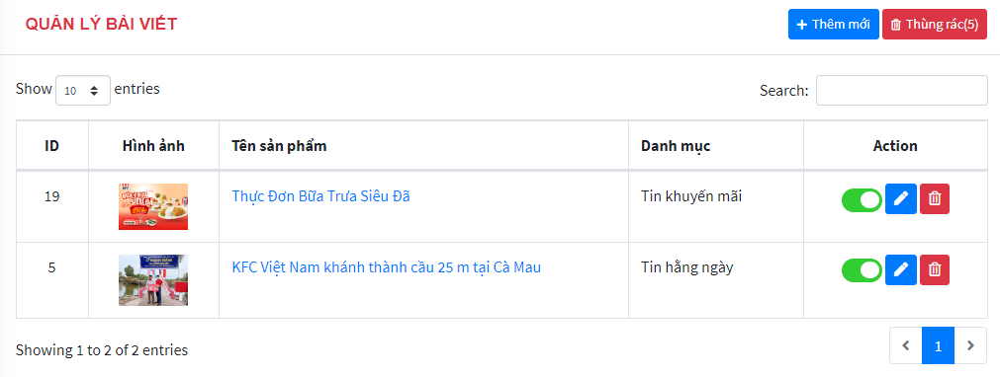 QUẢN LÝ BÀI VIẾT
Thêm mới
Thùng rác(5)
Show 10 entries
Search:
ID Hình ảnh Tên sản phẩm Danh mục Action
19 Thực Đơn Bữa Trưa Siêu Đã Tin khuyến mãi
5 KFC Việt Nam khánh thành cầu 25 m tại Cà Mau Tin hằng ngày
Showing 1 to 2 of 2 entries
1